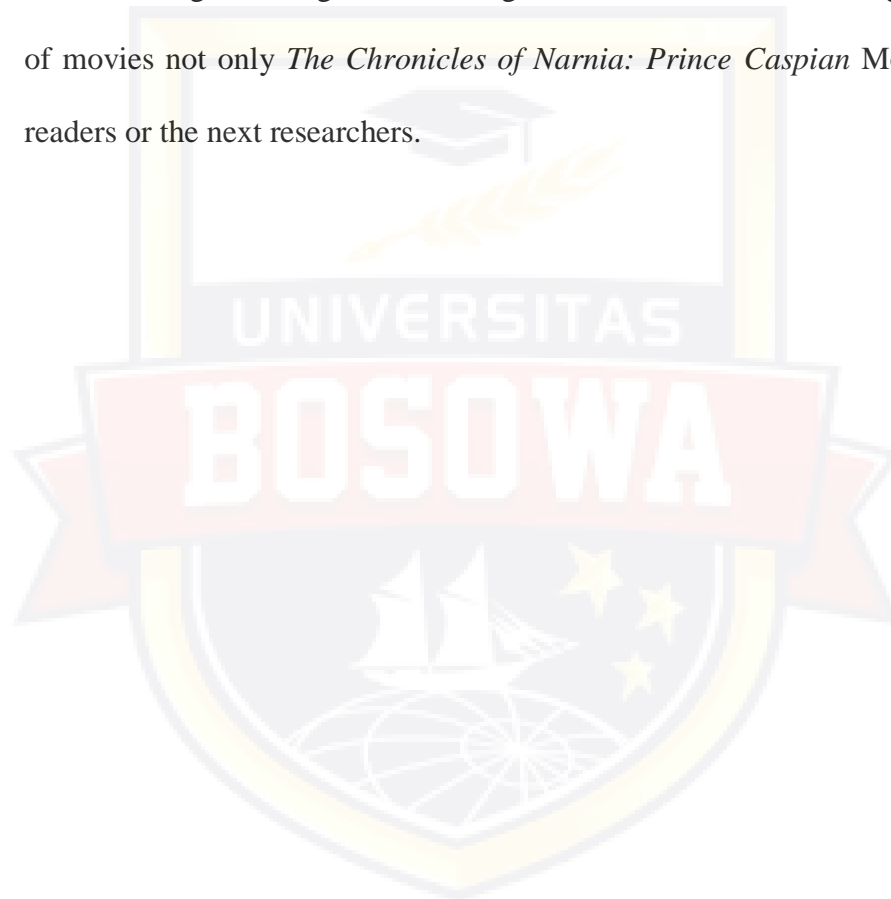 of movies not only The Chronicles of Narnia: Prince Caspian
readers or the next researchers.
UNIVERSITAS
BOSOWA